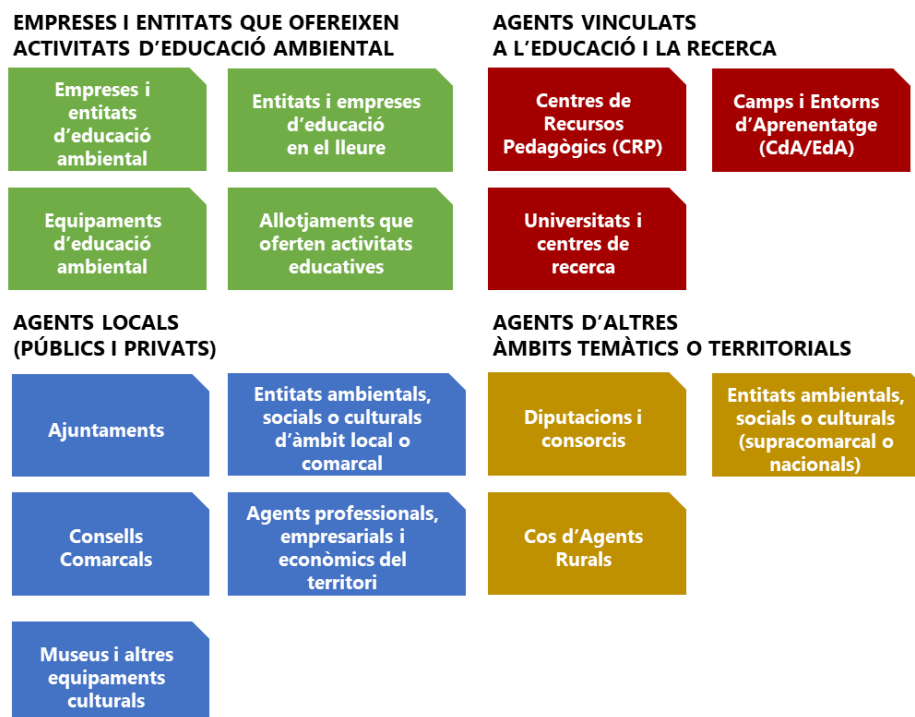 EMPRESES I ENTITATS QUE OFEREIXEN
ACTIVITATS D'EDUCACIÓ AMBIENTAL
Empreses i
entitats
d'educació
ambiental
Entitats i empreses
d'educació
en el lleure
Equipaments
d'educació
ambiental
Allotjaments que
oferten activitats
educatives
AGENTS VINCULATS
A L'EDUCACIÓ I LA RECERCA
Centres de
Recursos
Pedagògics (CRP)
Camps i Entorns
d'Aprenentatge
(CdA/EdA)
Universitats i
centres de
recerca
AGENTS LOCALS
(PÚBLICS I PRIVATS)
Ajuntaments
Entitats ambientals,
socials o culturals
d'àmbit local o
comarcal
Consells
Comarcals
Agents professionals,
empresarials i
econòmics del
territori
Museus i altres
equipaments
culturals
AGENTS D'ALTRES
ÀMBITS TEMÀTICS O TERRITORIALS
Diputacions i
consorcis
Entitats ambientals,
socials o culturals
(supracomarcal o
nacionals)
Cos d'Agents
Rurals